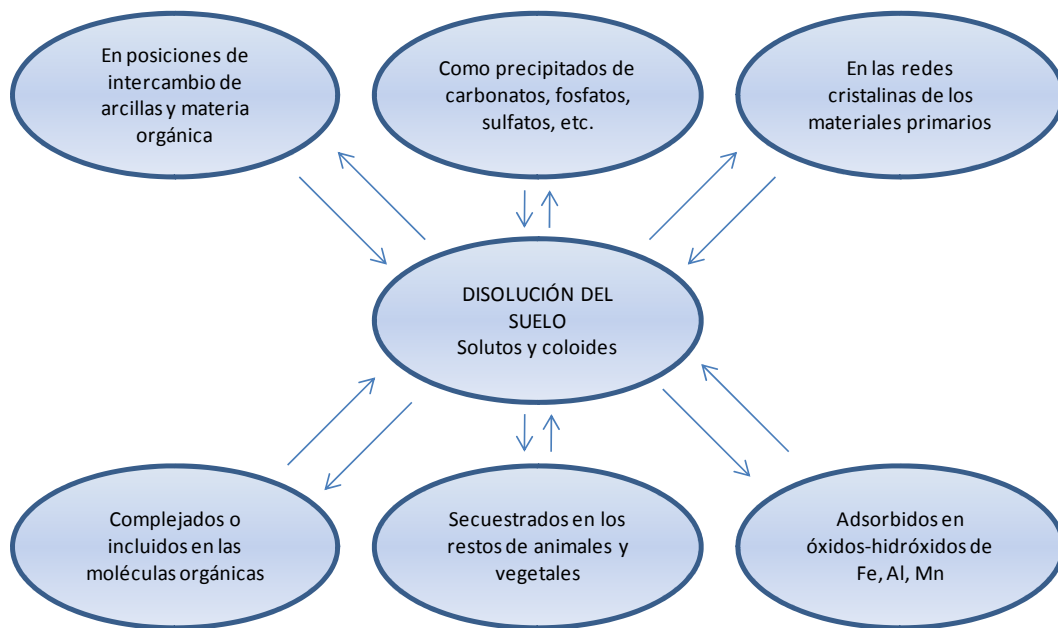 En posiciones de
intercambio de
arcillas y materia
orgánica
Como precipitados de
carbonatos, fosfatos,
sulfatos, etc.
En las redes
cristalinas de los
materiales primarios
DISOLUCIÓN DEL
SUELO
Solutos y coloides
Complejados o
incluidos en las
moléculas orgánicas
Secuestrados en los
restos de animales y
vegetales
Adsorbidos en
óxidos-hidróxidos de
Fe, Al, Mn